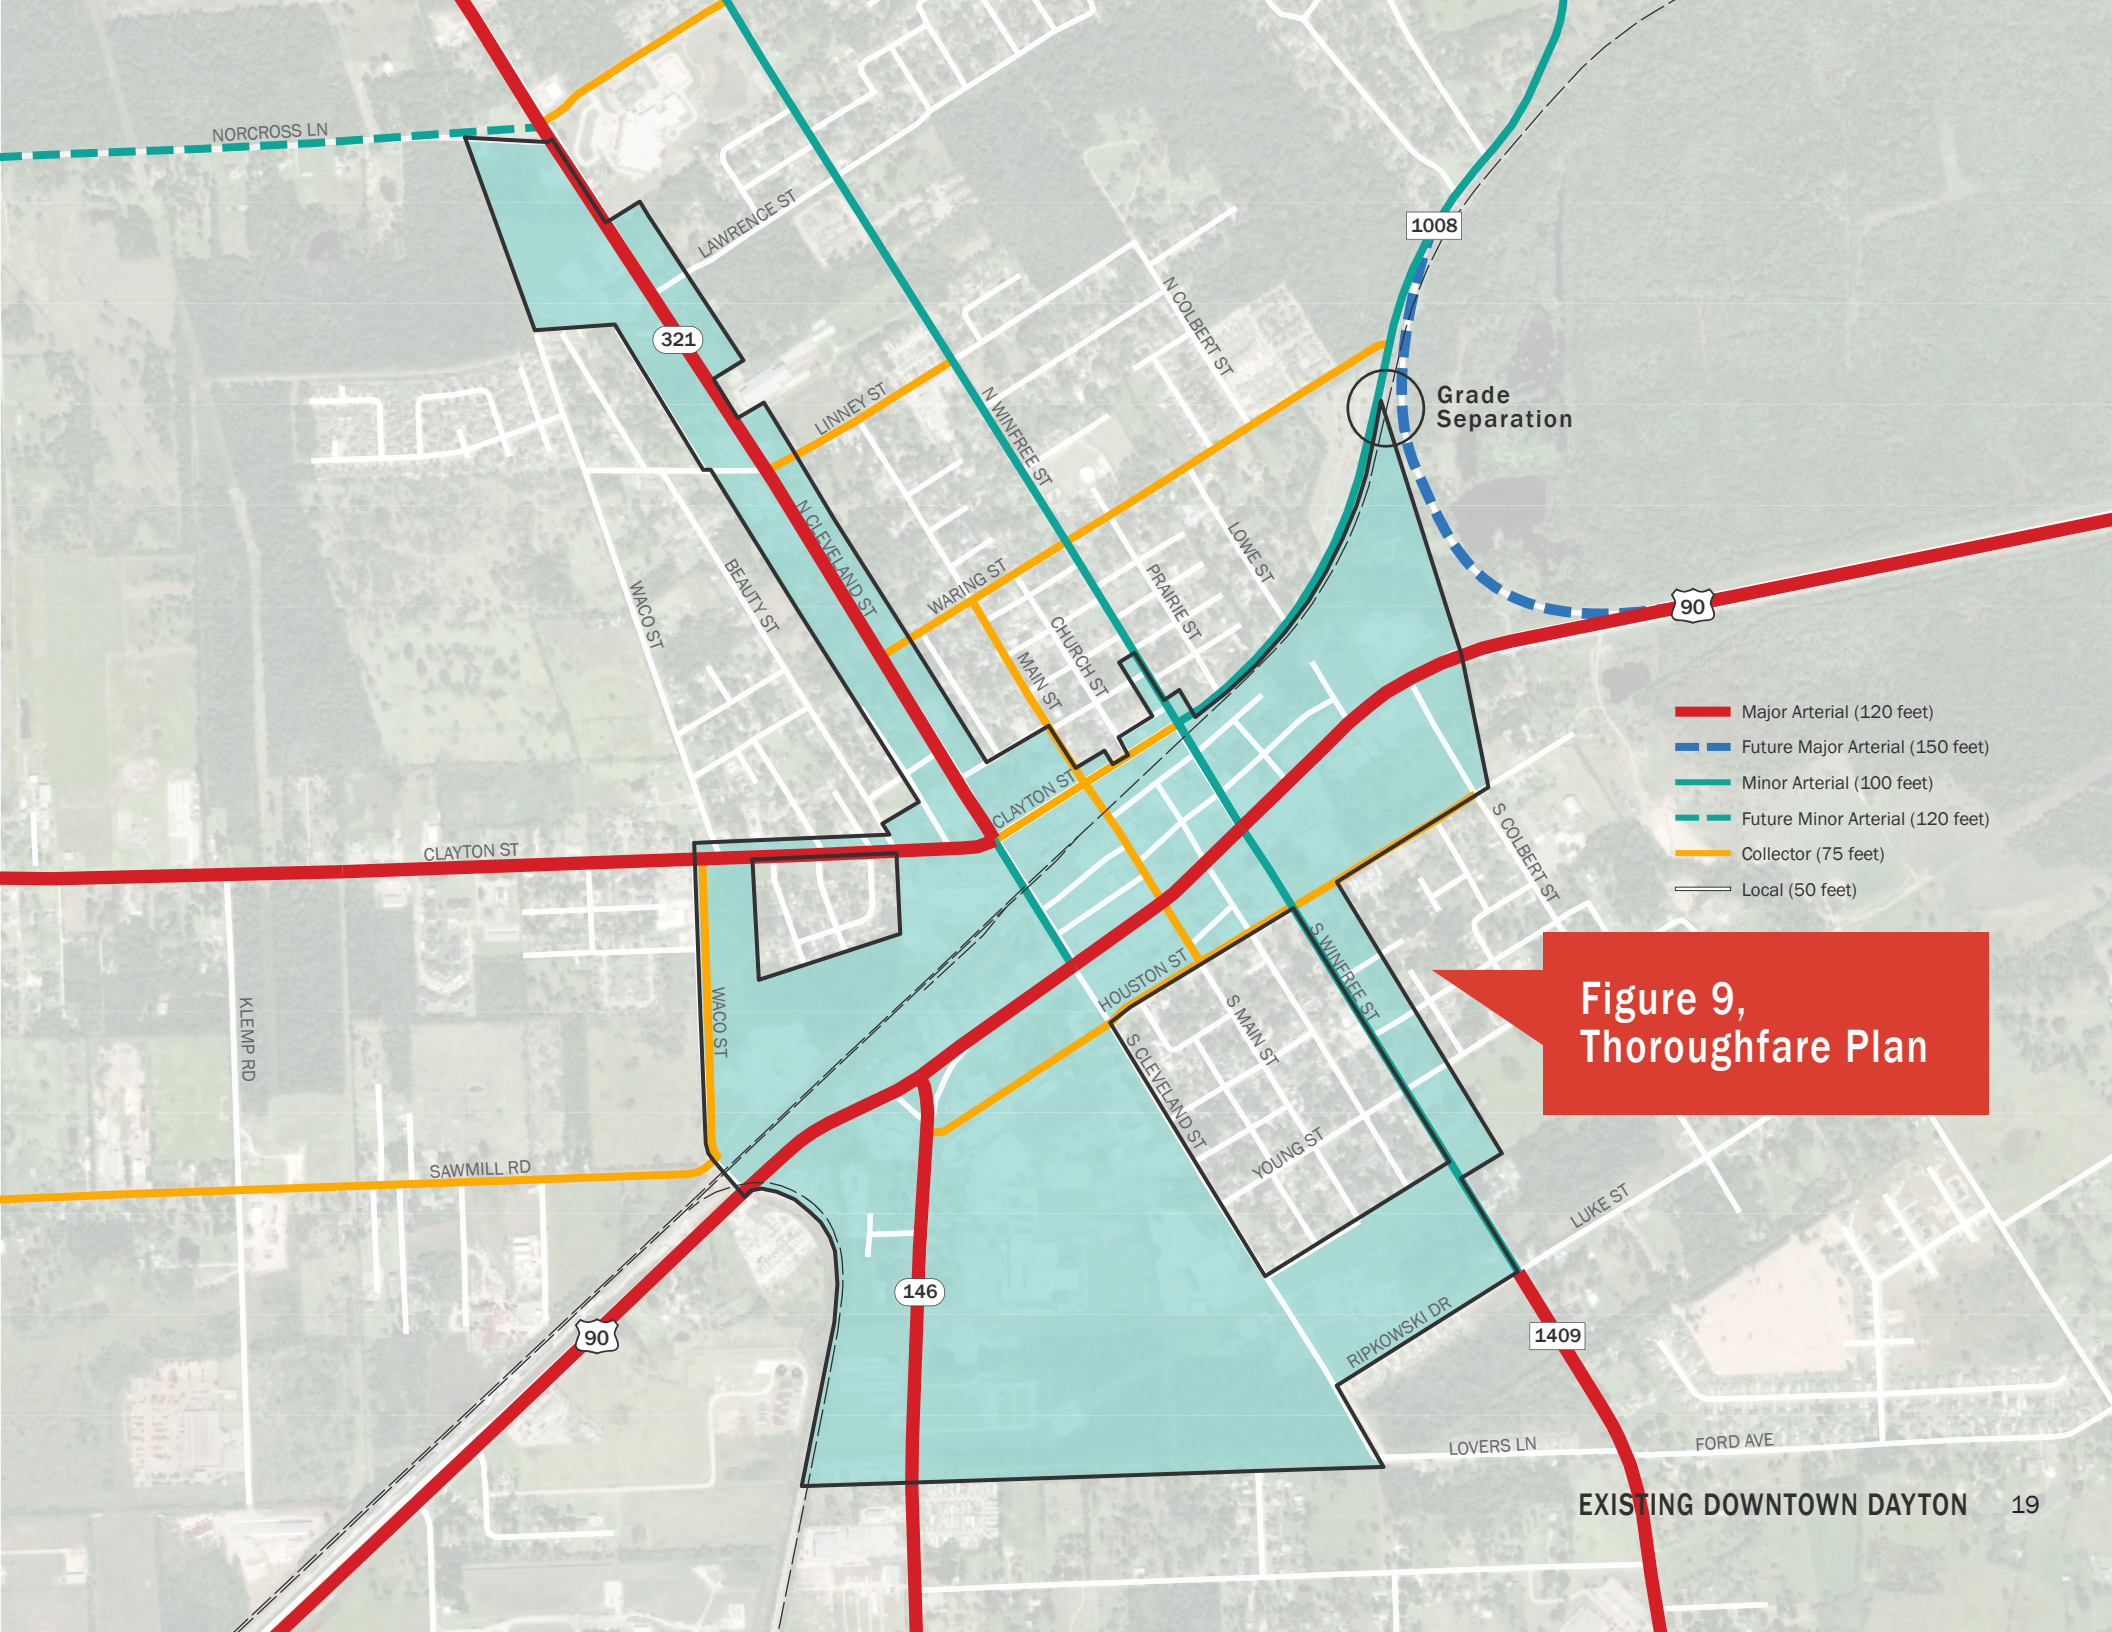 NORCROSS LN
LAWRENCE ST
1008
N COLBERT ST
321
Grade
Separation
LINNEY ST
N WINFREE ST
N CLEVELAND ST
LOWE ST
WARING ST
BEAUTY ST
PRAIRIE ST
WACO ST
CHURCH ST
MAIN ST
90
Major Arterial (120 feet)
Future Major Arterial (150 feet)
Minor Arterial (100 feet)
Future Minor Arterial (120 feet)
Collector (75 feet)
Local (50 feet)
CLAYTON ST
CLAYTON ST
S COLBERT ST
S WINFREE ST
HOUSTON ST
Figure 9,
Thoroughfare Plan
KLEMP RD
WACO ST
S MAIN ST
S CLEVELAND ST
YOUNG ST
SAWMILL RD
LUKE ST
146
90
RIPKOWSKI DR
1409
LOVERS LN
FORD AVE
EXISTING DOWNTOWN DAYTON 19